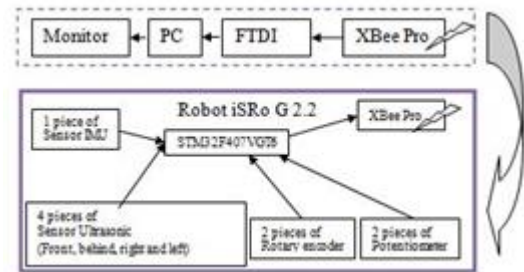 Monitor
PC
FTDI
XBee Pro
Robot iSRo G 2.2
1 piece of
Sensor IMU
STM32F407VGT6
XBee Pro
4 pieces of
Sensor Ultrasonic
(Front, behind, right and left)
2 pieces of
Rotary encoder
2 pieces of
Potentiometer